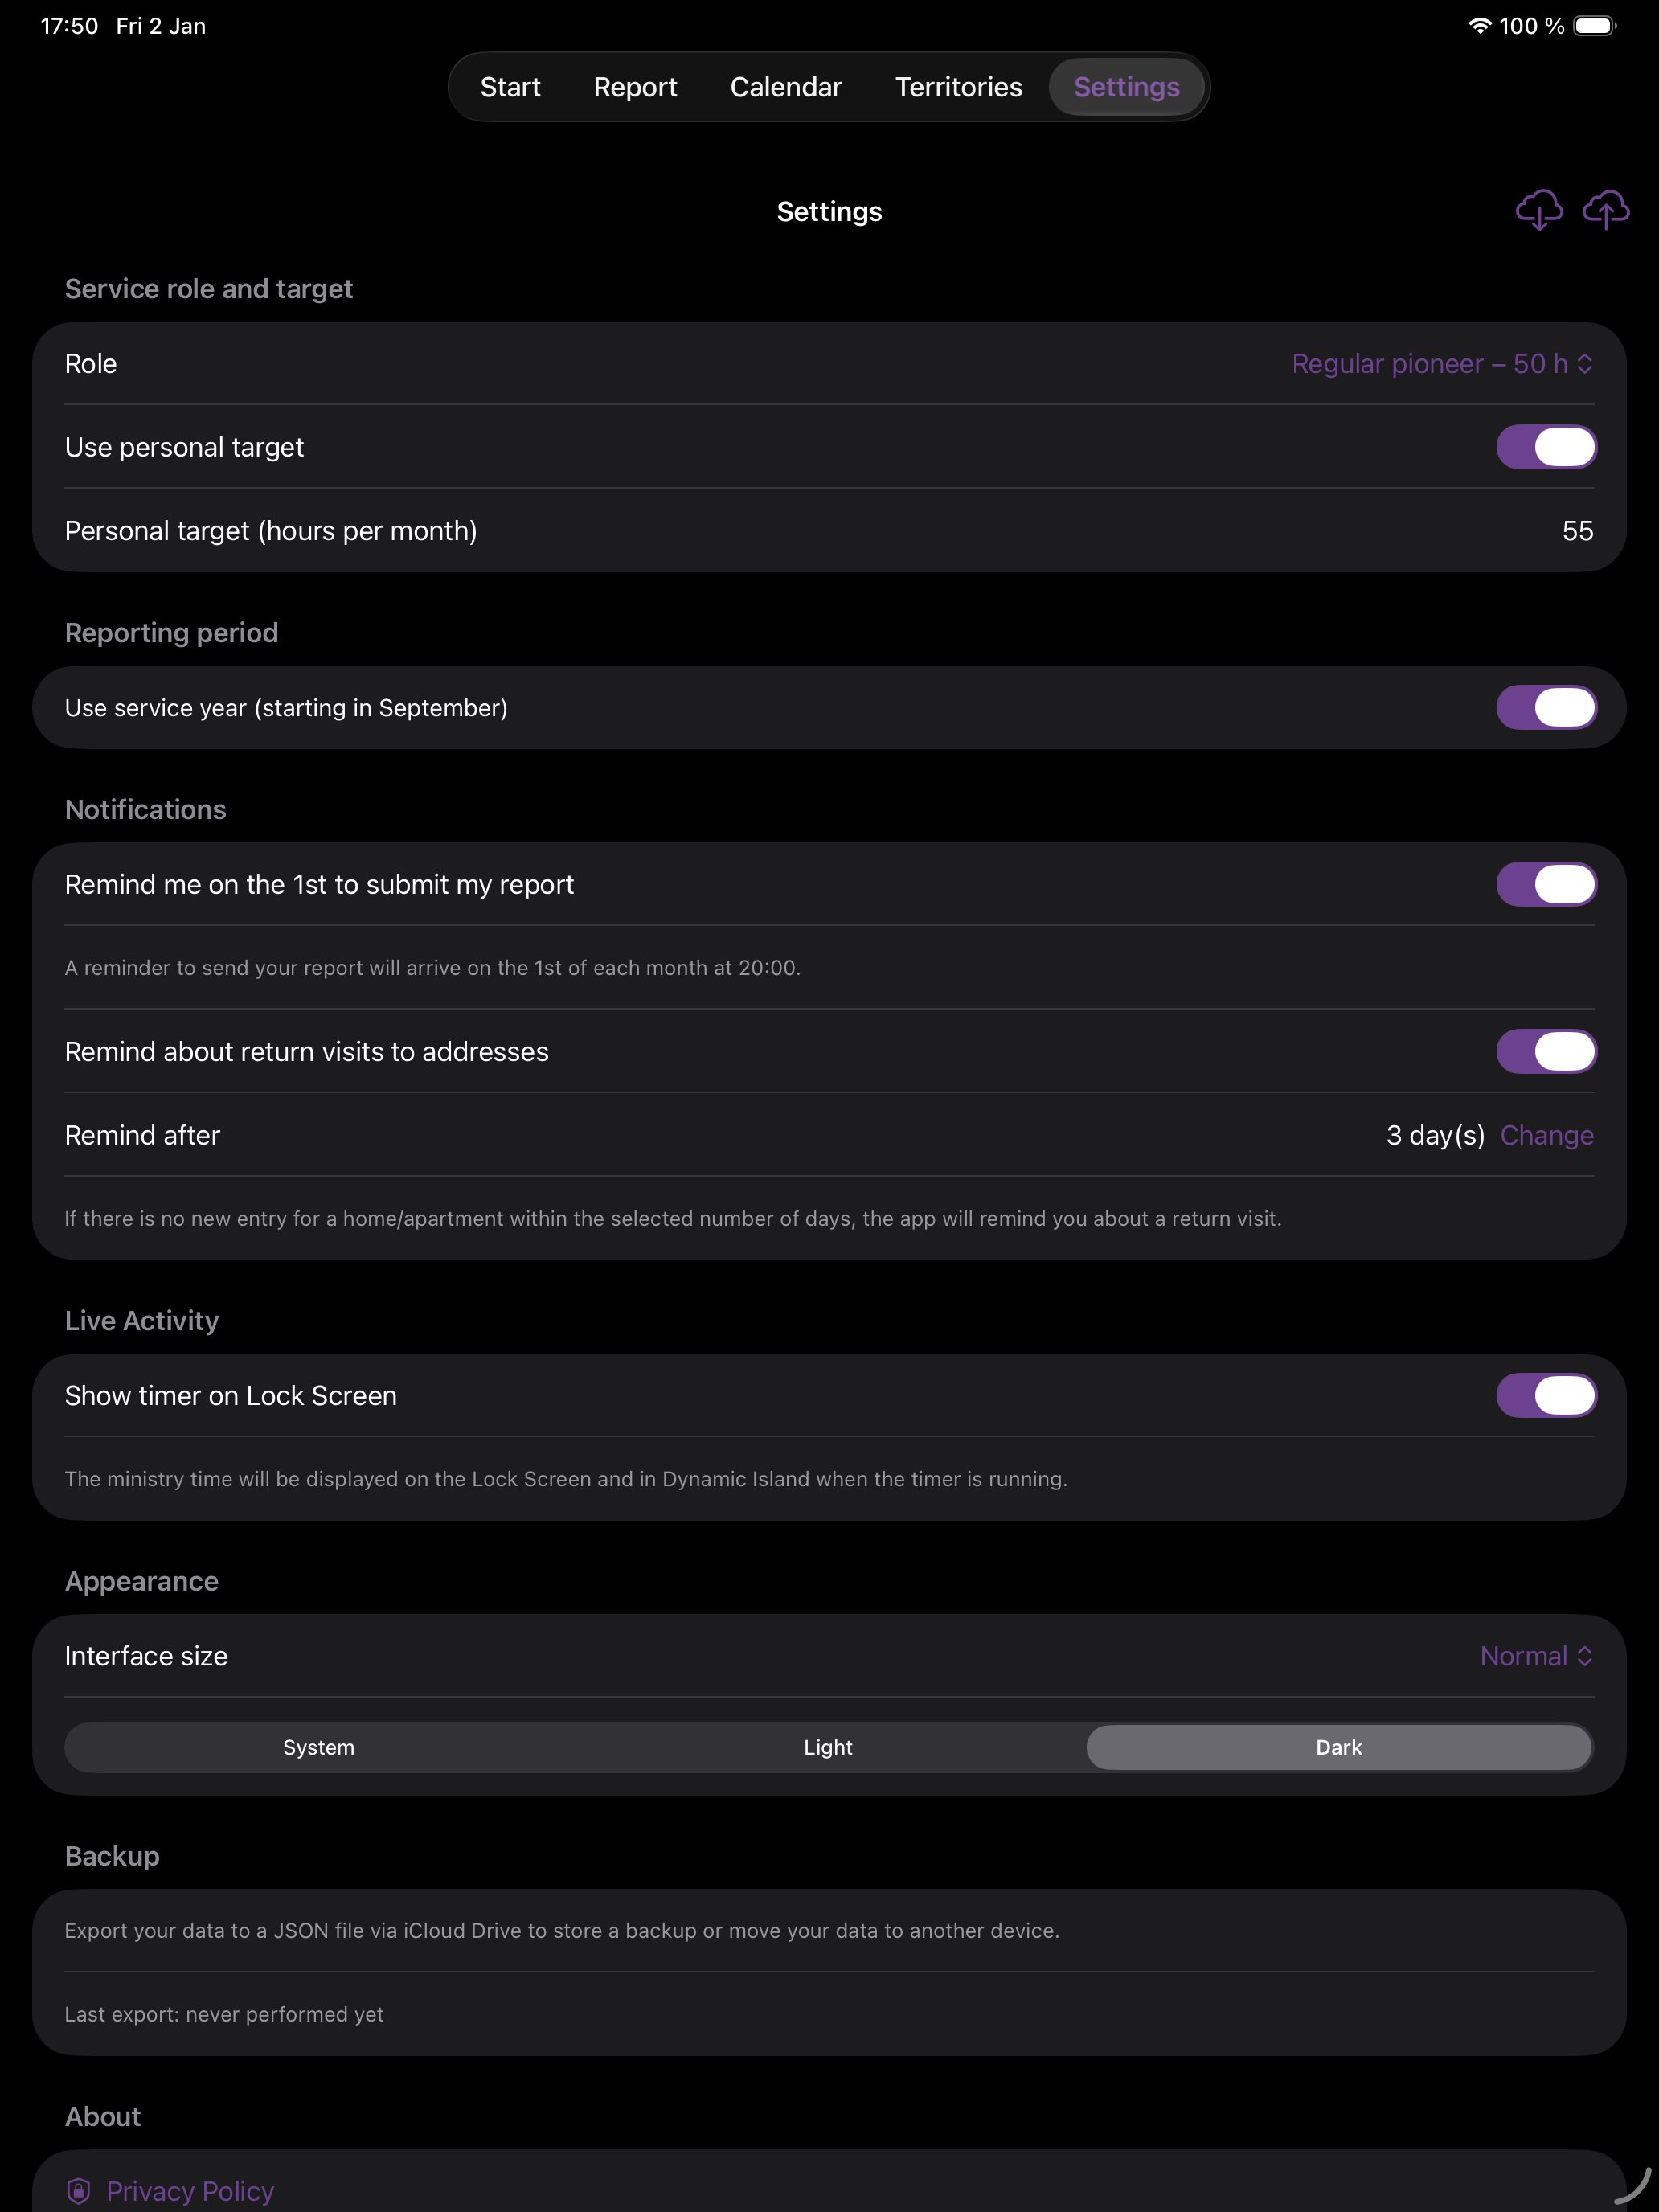 17:50 Fri 2 Jan 100 %
Start Report Calendar Territories Settings
Settings
Service role and target
Role Regular pioneer – 50 h
Use personal target
Personal target (hours per month) 55
Reporting period
Use service year (starting in September)
Notifications
Remind me on the 1st to submit my report
A reminder to send your report will arrive on the 1st of each month at 20:00.
Remind about return visits to addresses
Remind after 3 day(s) Change
If there is no new entry for a home/apartment within the selected number of days, the app will remind you about a return visit.
Live Activity
Show timer on Lock Screen
The ministry time will be displayed on the Lock Screen and in Dynamic Island when the timer is running.
Appearance
Interface size Normal
System Light Dark
Backup
Export your data to a JSON file via iCloud Drive to store a backup or move your data to another device.
Last export: never performed yet
About
Privacy Policy